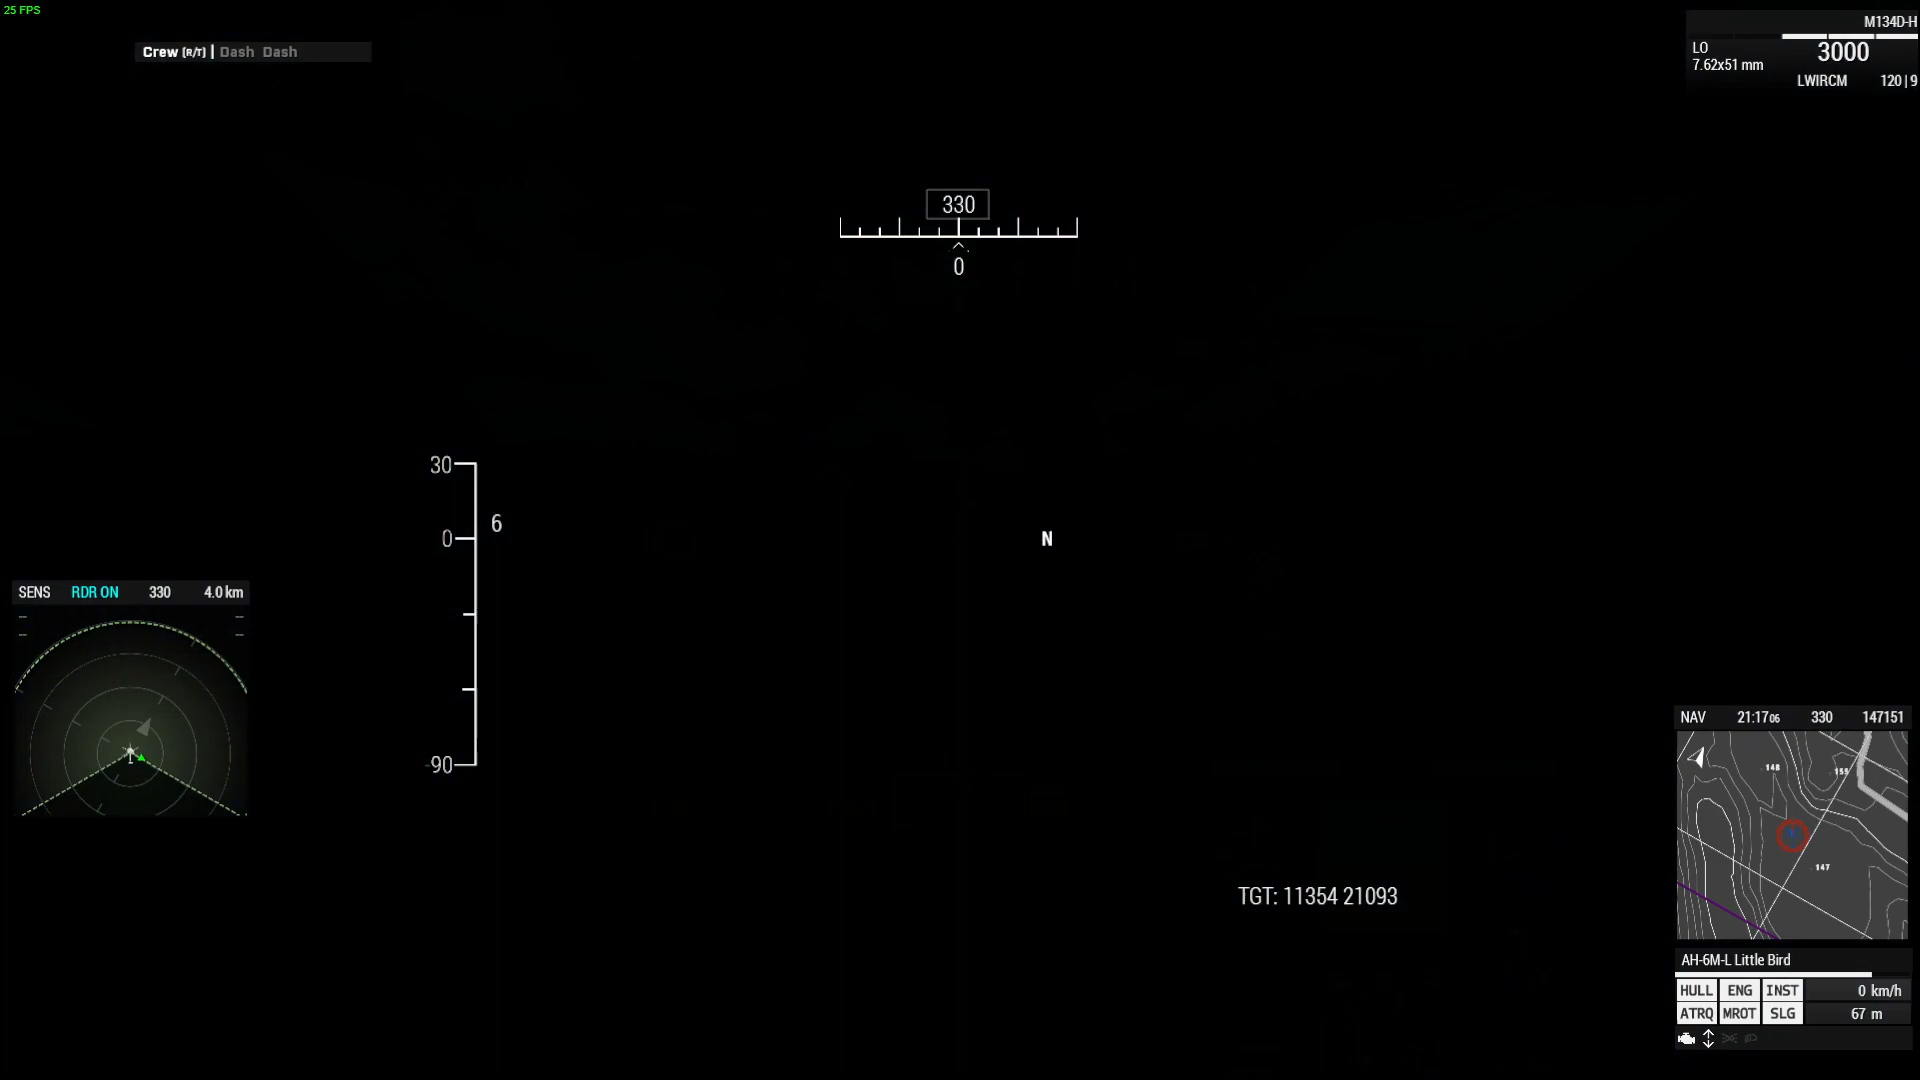 25 FPS
Crew (R/T) | Dash Dash
M134D-H
LO
3000
7.62x51 mm
LWIRCM 120|9
330
0
30
6
0
N
-90
SENS RDR ON 330 4.0 km
NAV 21:17 06 330 147151
148
155
147
TGT: 11354 21093
AH-6M-L Little Bird
HULL ENG INST 0 km/h
ATRQ MROT SLG 67 m